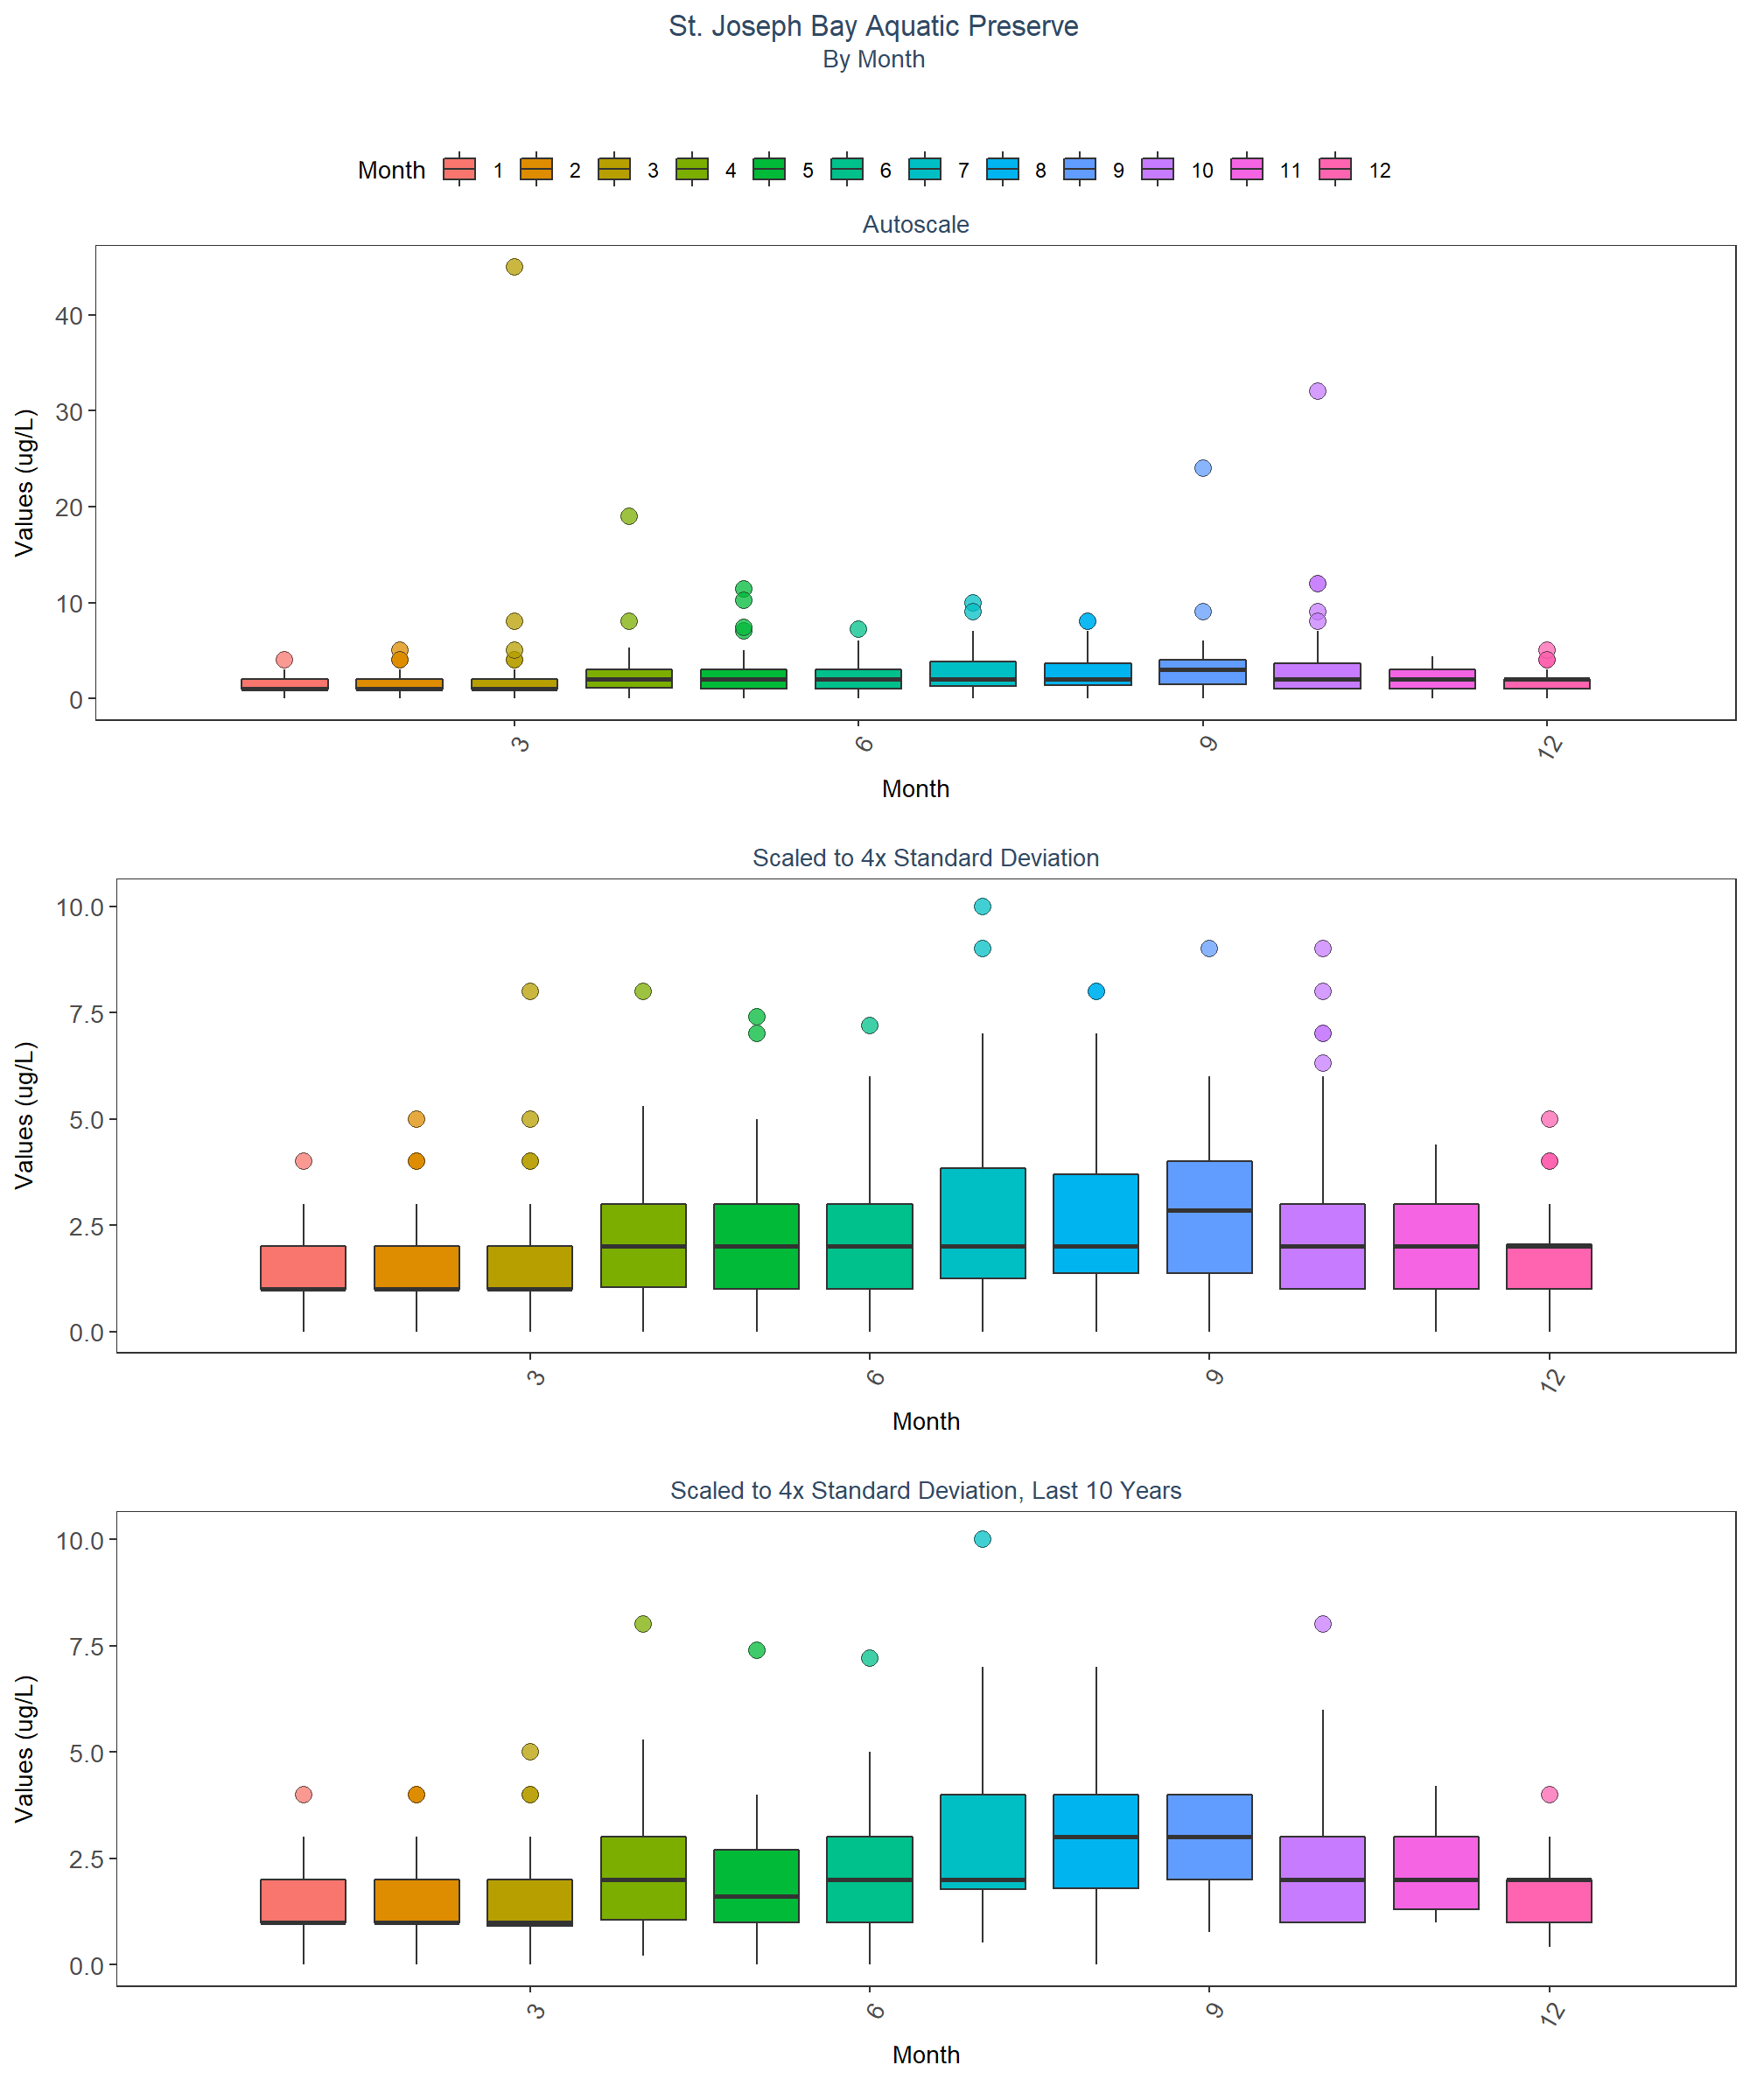 St. Joseph Bay Aquatic Preserve
By Month
Month 1 2 3 4 5 6 7 8 9 10 11 12
Autoscale
Values (ug/L)
40
30
20
10
0
3 6 9 12
Month
Scaled to 4x Standard Deviation
Values (ug/L)
10.0
7.5
5.0
2.5
0.0
3 6 9 12
Month
Scaled to 4x Standard Deviation, Last 10 Years
Values (ug/L)
10.0
7.5
5.0
2.5
0.0
3 6 9 12
Month